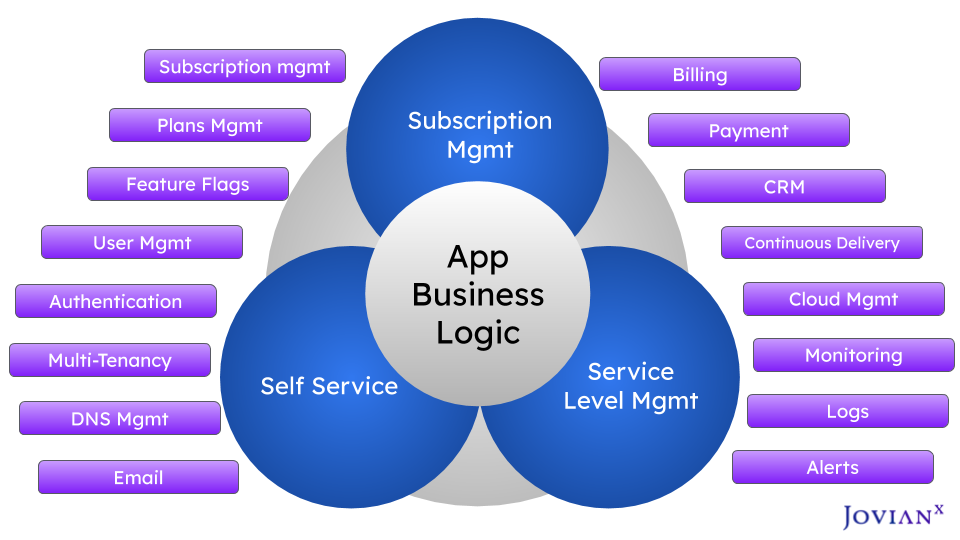 Subscription mgmt
Plans Mgmt
Feature Flags
User Mgmt
Authentication
Multi-Tenancy
DNS Mgmt
Email
Subscription
Mgmt
App
Business
Logic
Self Service
Service
Level Mgmt
Billing
Payment
CRM
Continuous Delivery
Cloud Mgmt
Monitoring
Logs
Alerts
JOVIANX